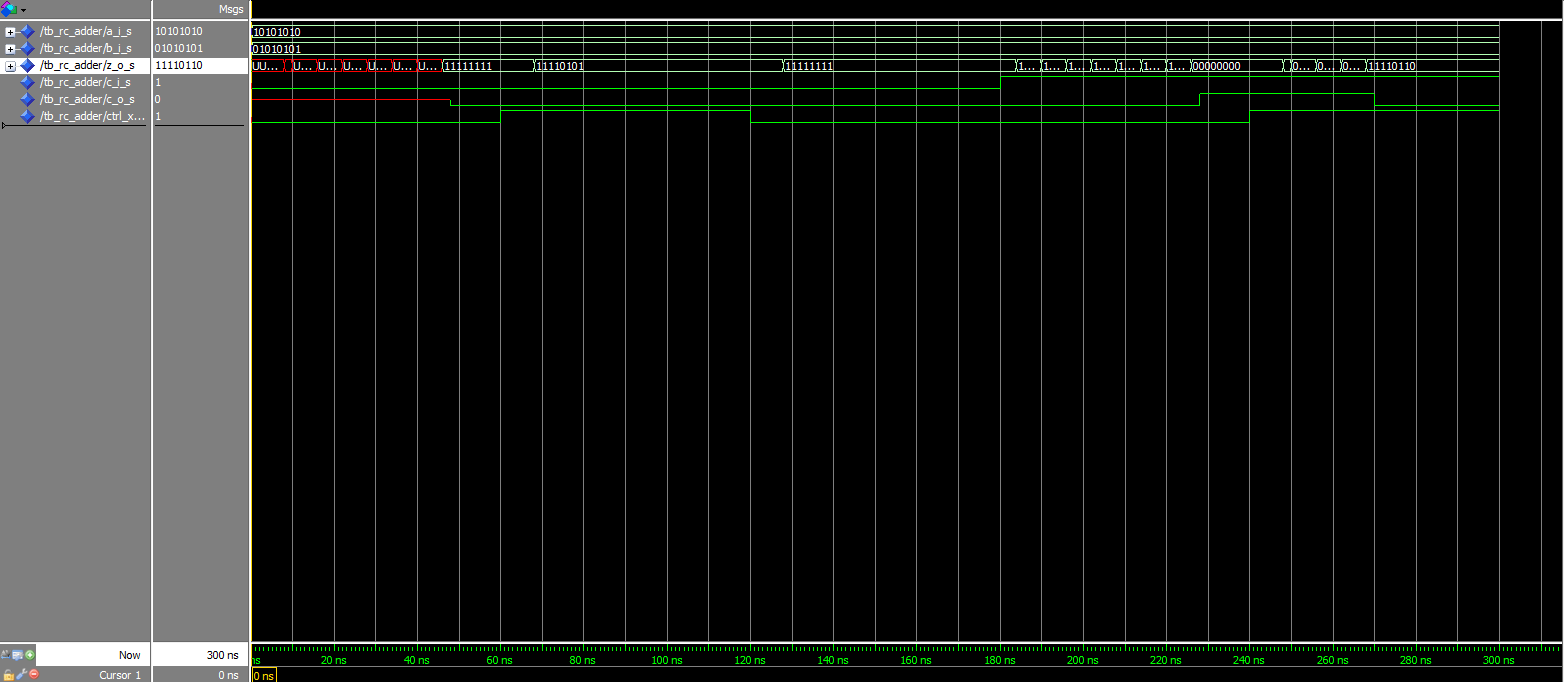 Msgs
/tb_rc_adder/a_i_s 10101010 10101010
/tb_rc_adder/b_i_s 01010101 01010101
/tb_rc_adder/z_o_s 11110110 UU... U... U... U... U... U... U... 11111111 11110101 11111111 1... 1... 1... 1... 1... 1... 1... 00000000 0... 0... 0... 11110110
/tb_rc_adder/c_i_s 1
/tb_rc_adder/c_o_s 0
/tb_rc_adder/ctrl_x... 1
Now 300 ns ns 20 ns 40 ns 60 ns 80 ns 100 ns 120 ns 140 ns 160 ns 180 ns 200 ns 220 ns 240 ns 260 ns 280 ns 300 ns
Cursor 1 0 ns 0 ns